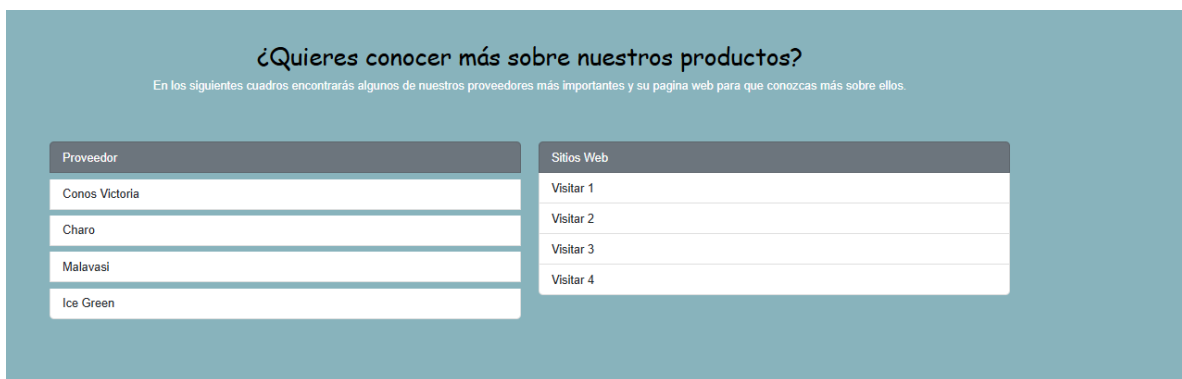 ¿Quieres conocer más sobre nuestros productos?
En los siguientes cuadros encontrarás algunos de nuestros proveedores más importantes y su pagina web para que conozcas más sobre ellos.
Proveedor
Conos Victoria
Charo
Malavasi
Ice Green
Sitios Web
Visitar 1
Visitar 2
Visitar 3
Visitar 4